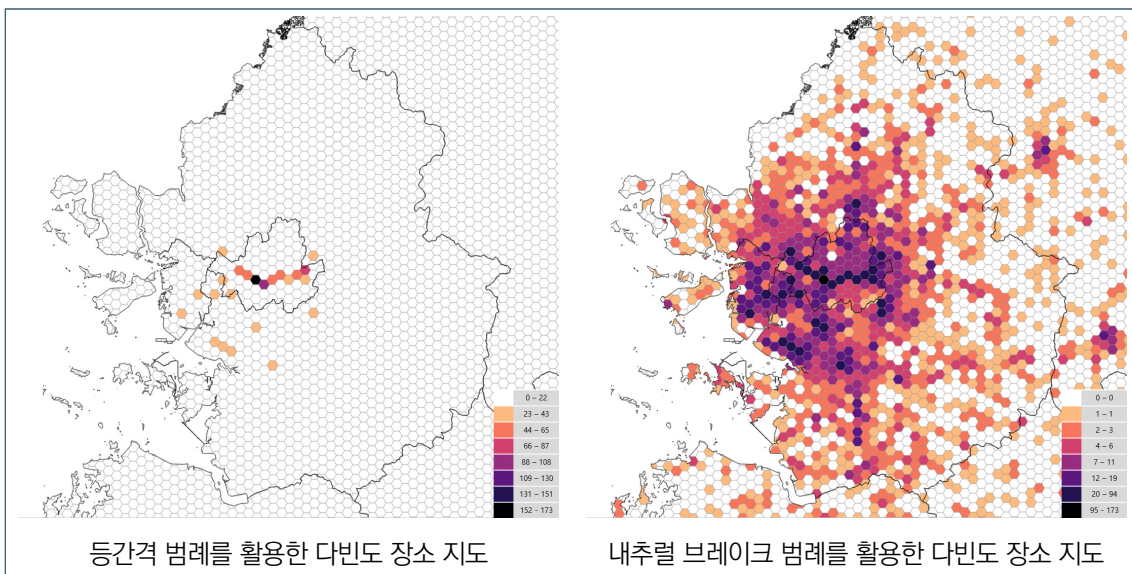 0 – 22
23 – 43
44 – 65
66 – 87
88 – 108
109 – 130
131 – 151
152 – 173
등간격 범례를 활용한 다빈도 장소 지도
0 – 0
1 – 1
2 – 3
4 – 6
7 – 11
12 – 19
20 – 94
95 – 173
내추럴 브레이크 범례를 활용한 다빈도 장소 지도